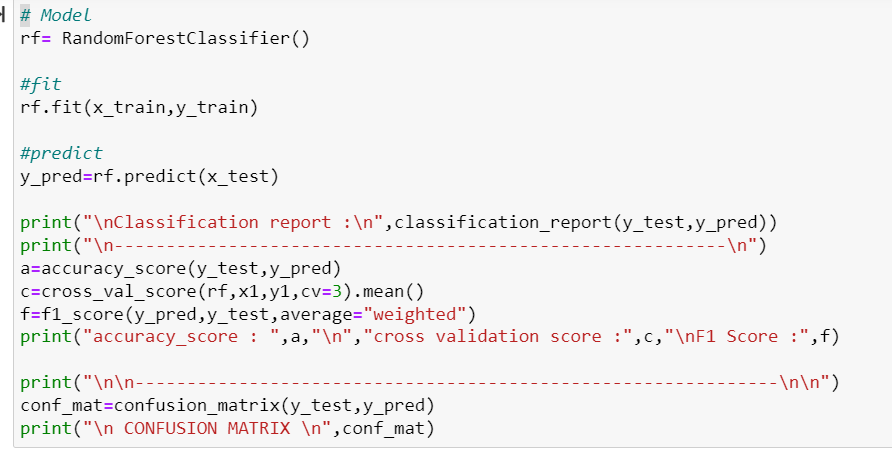 # Model
rf= RandomForestClassifier()
#fit
rf.fit(x_train,y_train)
#predict
y_pred=rf.predict(x_test)
print("\nClassification report :\n",classification_report(y_test,y_pred))
print("\n-----------------------------------------------------------\n")
a=accuracy_score(y_test,y_pred)
c=cross_val_score(rf,x1,y1,cv=3).mean()
f=f1_score(y_pred,y_test,average="weighted")
print("accuracy_score : ",a,"\n","cross validation score :",c,"\nF1 Score :",f)
print("\n\n--------------------------------------------------------------\n\n")
conf_mat=confusion_matrix(y_test,y_pred)
print("\n CONFUSION MATRIX \n",conf_mat)